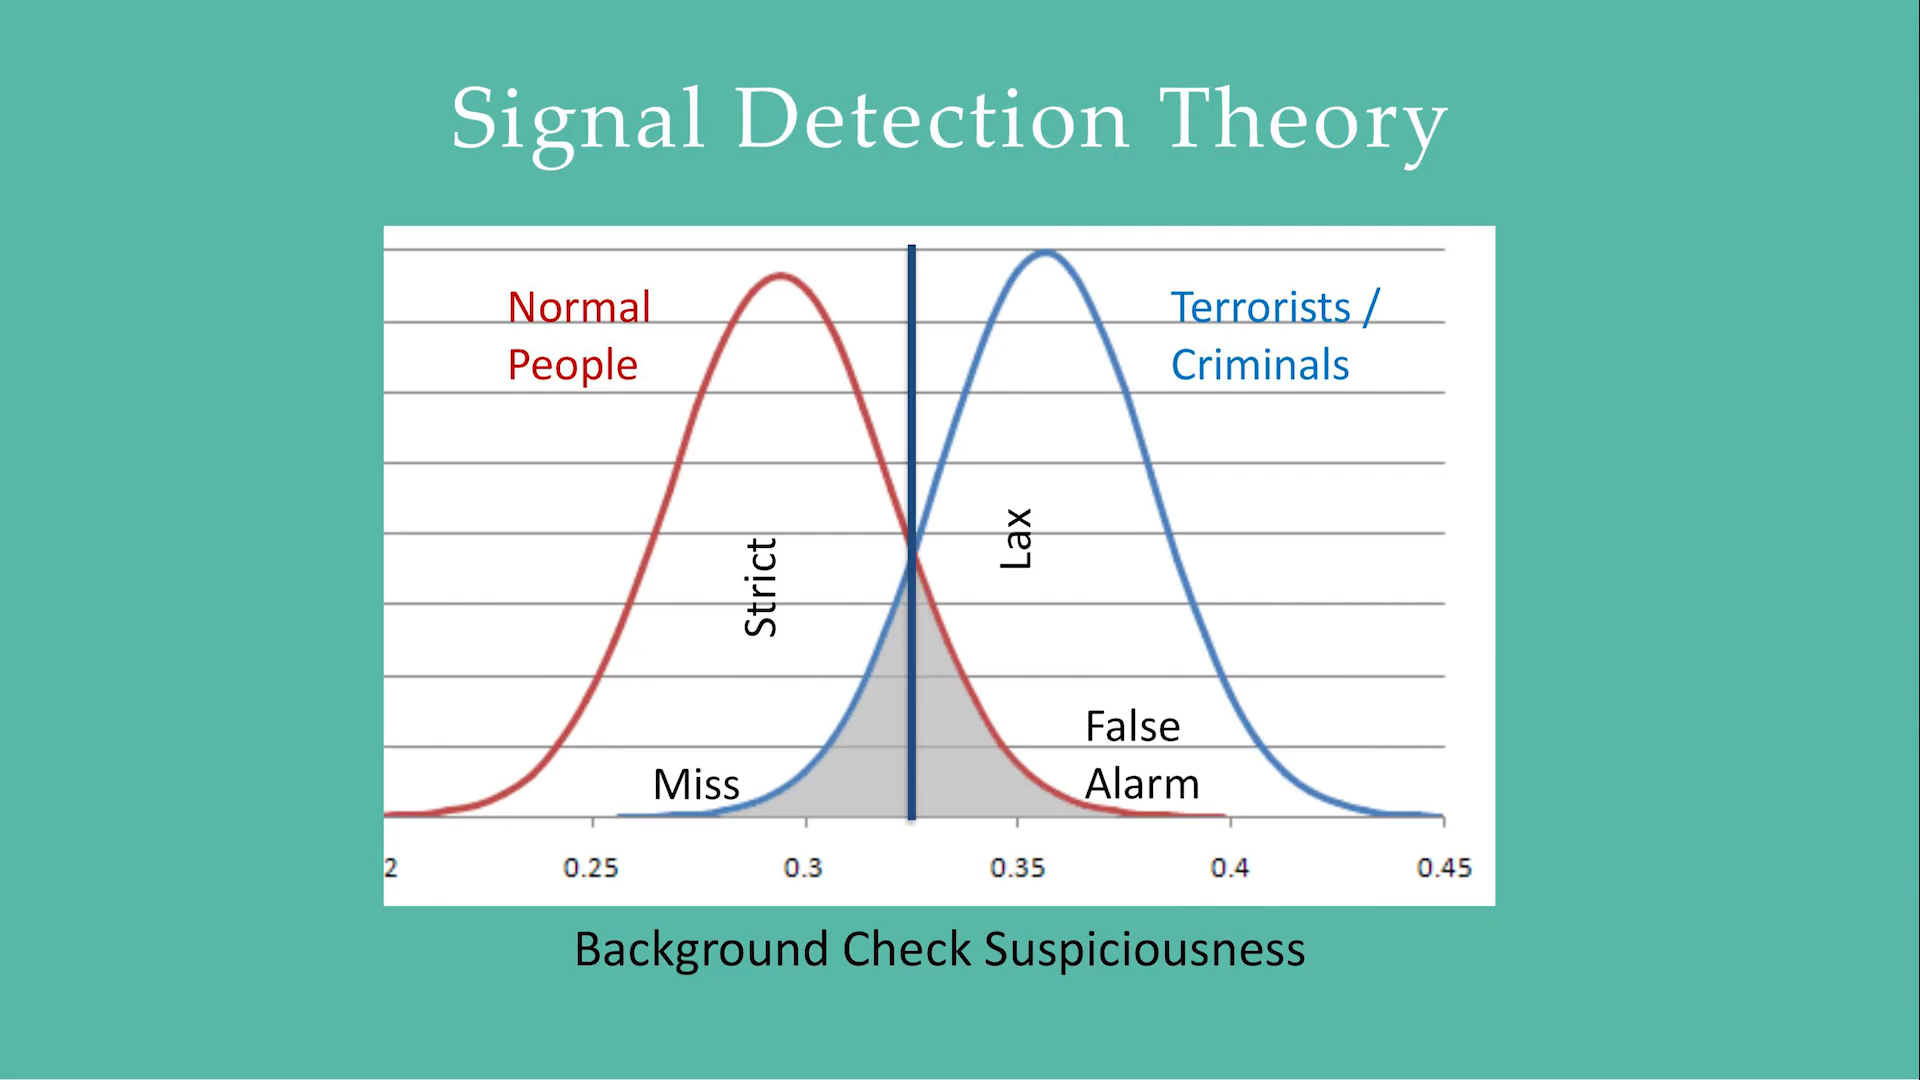 Signal Detection Theory
Normal
People
Terrorists /
Criminals
Strict
Lax
Miss
False
Alarm
2 0.25 0.3 0.35 0.4 0.45
Background Check Suspiciousness